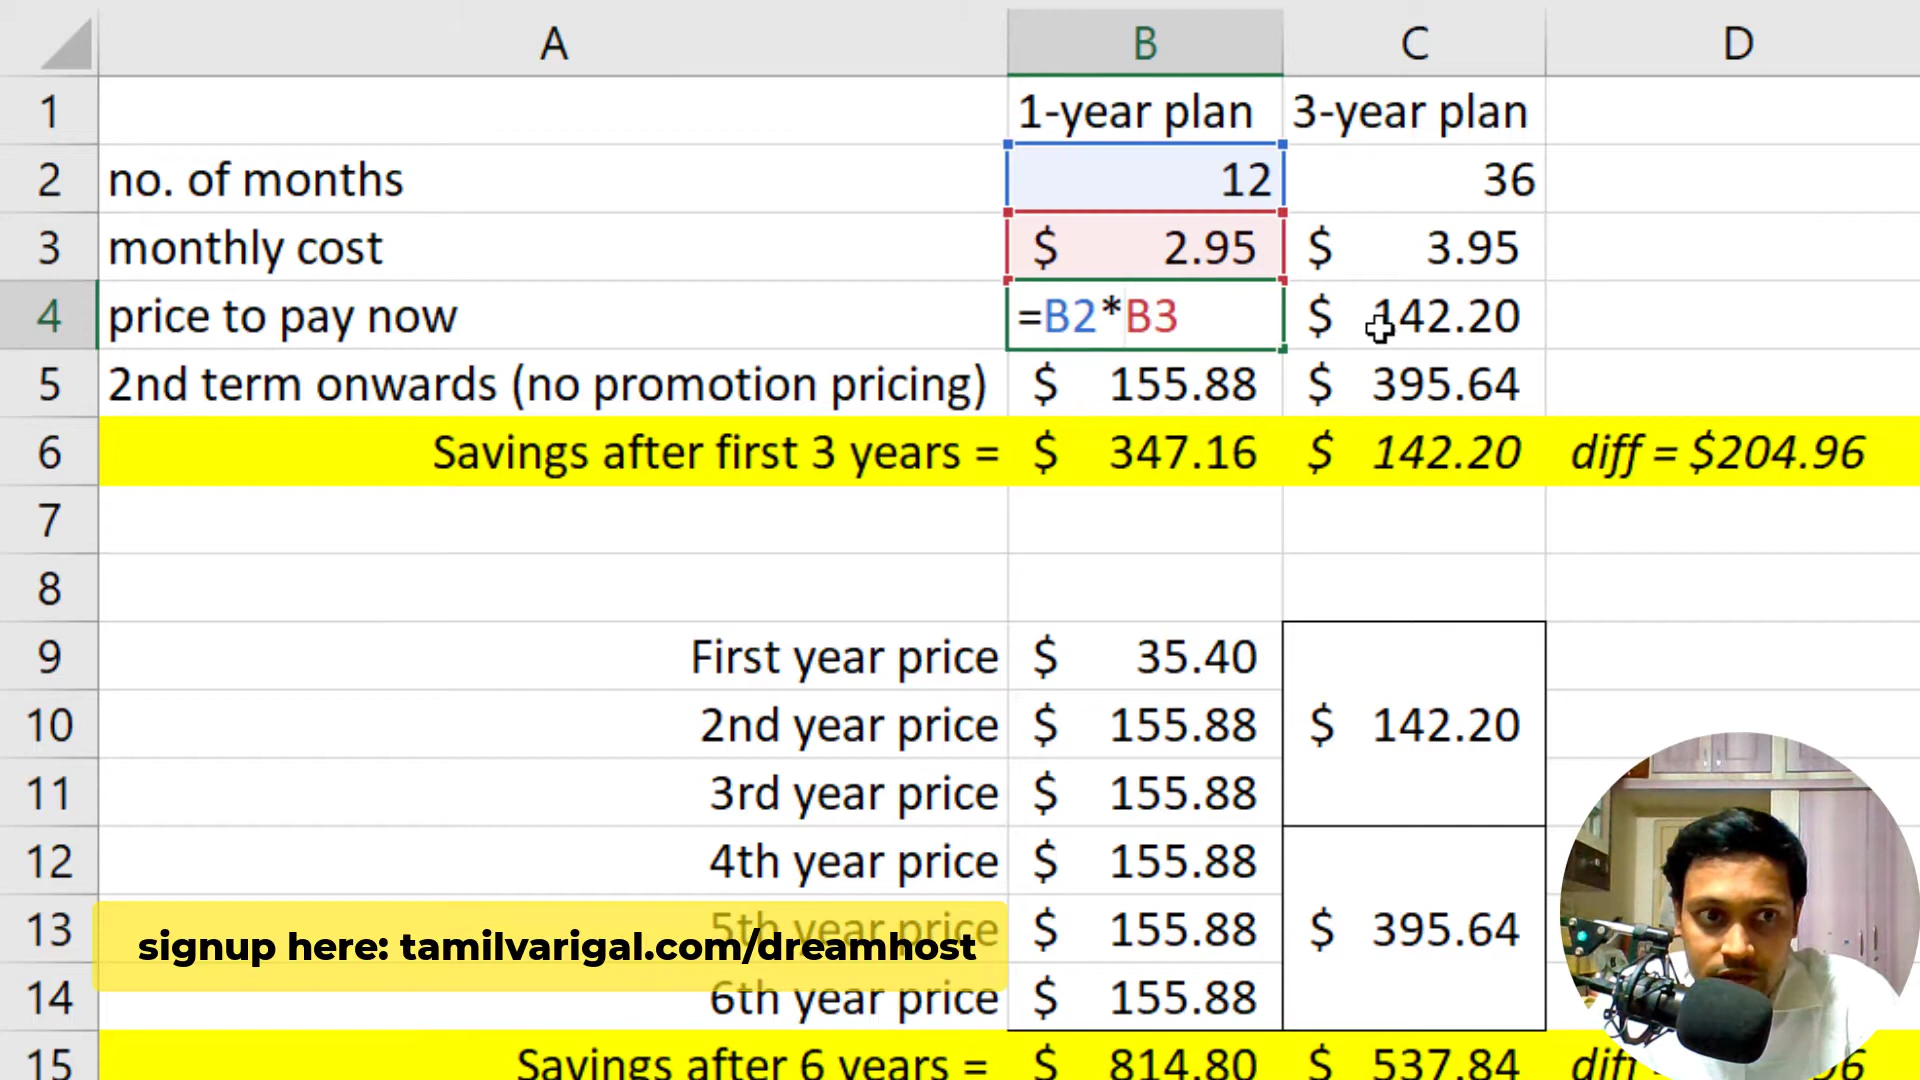 A B C D
1 1-year plan 3-year plan
2 no. of months 12 36
3 monthly cost $ 2.95 $ 3.95
4 price to pay now =B2*B3 $ 142.20
5 2nd term onwards (no promotion pricing) $ 155.88 $ 395.64
6 Savings after first 3 years = $ 347.16 $ 142.20 diff = $204.96
7
8
9 First year price $ 35.40
10 2nd year price $ 155.88 $ 142.20
11 3rd year price $ 155.88
12 4th year price $ 155.88
13 5th year price $ 155.88 $ 395.64
signup here: tamilvarigal.com/dreamhost
14 6th year price $ 155.88
15 Savings after 6 years = $ 814.80 $ 537.84